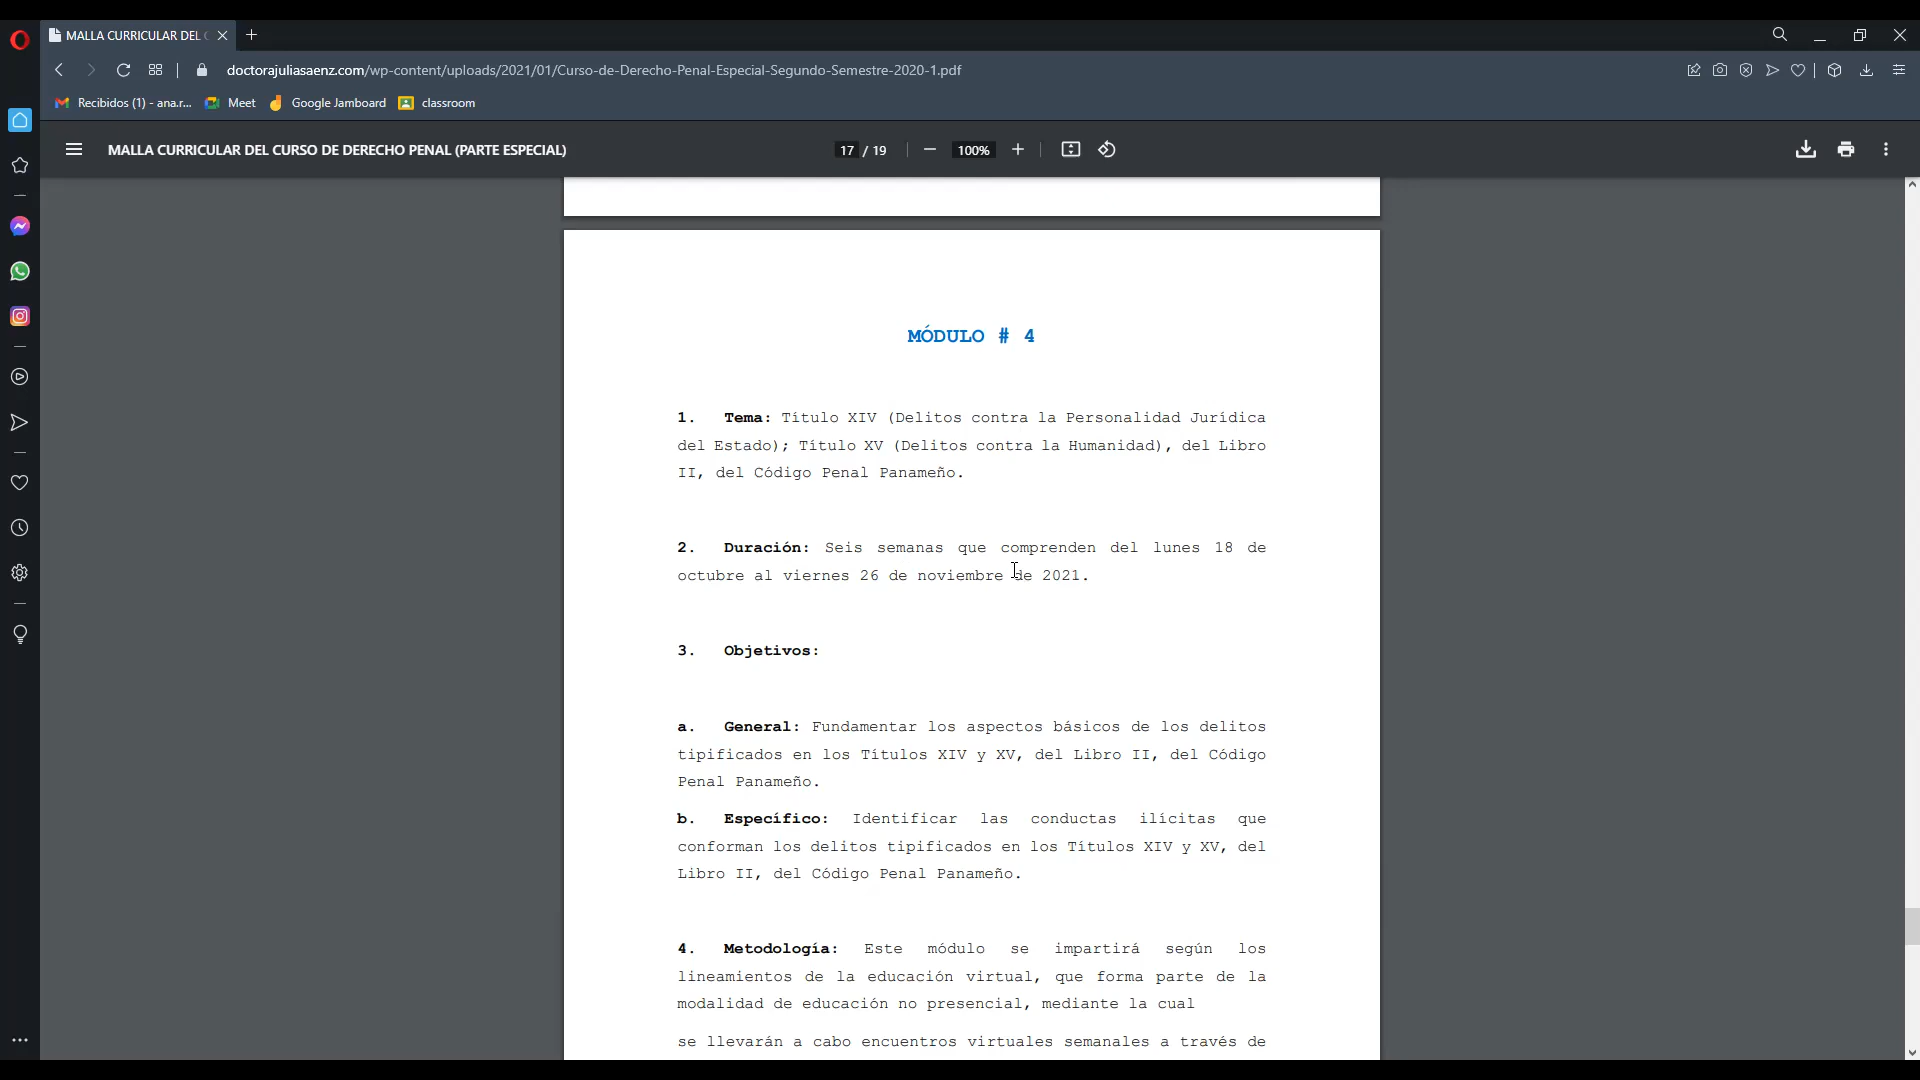 MALLA CURRICULAR DEL
doctorajuliasaenz.com/wp-content/uploads/2021/01/Curso-de-Derecho-Penal-Especial-Segundo-Semestre-2020-1.pdf
Recibidos (1) - ana.r... Meet Google Jamboard classroom
MALLA CURRICULAR DEL CURSO DE DERECHO PENAL (PARTE ESPECIAL) 17 / 19 100%
MÓDULO # 4
1. Tema: Título XIV (Delitos contra la Personalidad Jurídica
del Estado); Título XV (Delitos contra la Humanidad), del Libro
II, del Código Penal Panameño.
2. Duración: Seis semanas que comprenden del lunes 18 de
octubre al viernes 26 de noviembre de 2021.
3. Objetivos:
a. General: Fundamentar los aspectos básicos de los delitos
tipificados en los Títulos XIV y XV, del Libro II, del Código
Penal Panameño.
b. Específico: Identificar las conductas ilícitas que
conforman los delitos tipificados en los Títulos XIV y XV, del
Libro II, del Código Penal Panameño.
4. Metodología: Este módulo se impartirá según los
lineamientos de la educación virtual, que forma parte de la
modalidad de educación no presencial, mediante la cual
se llevarán a cabo encuentros virtuales semanales a través de